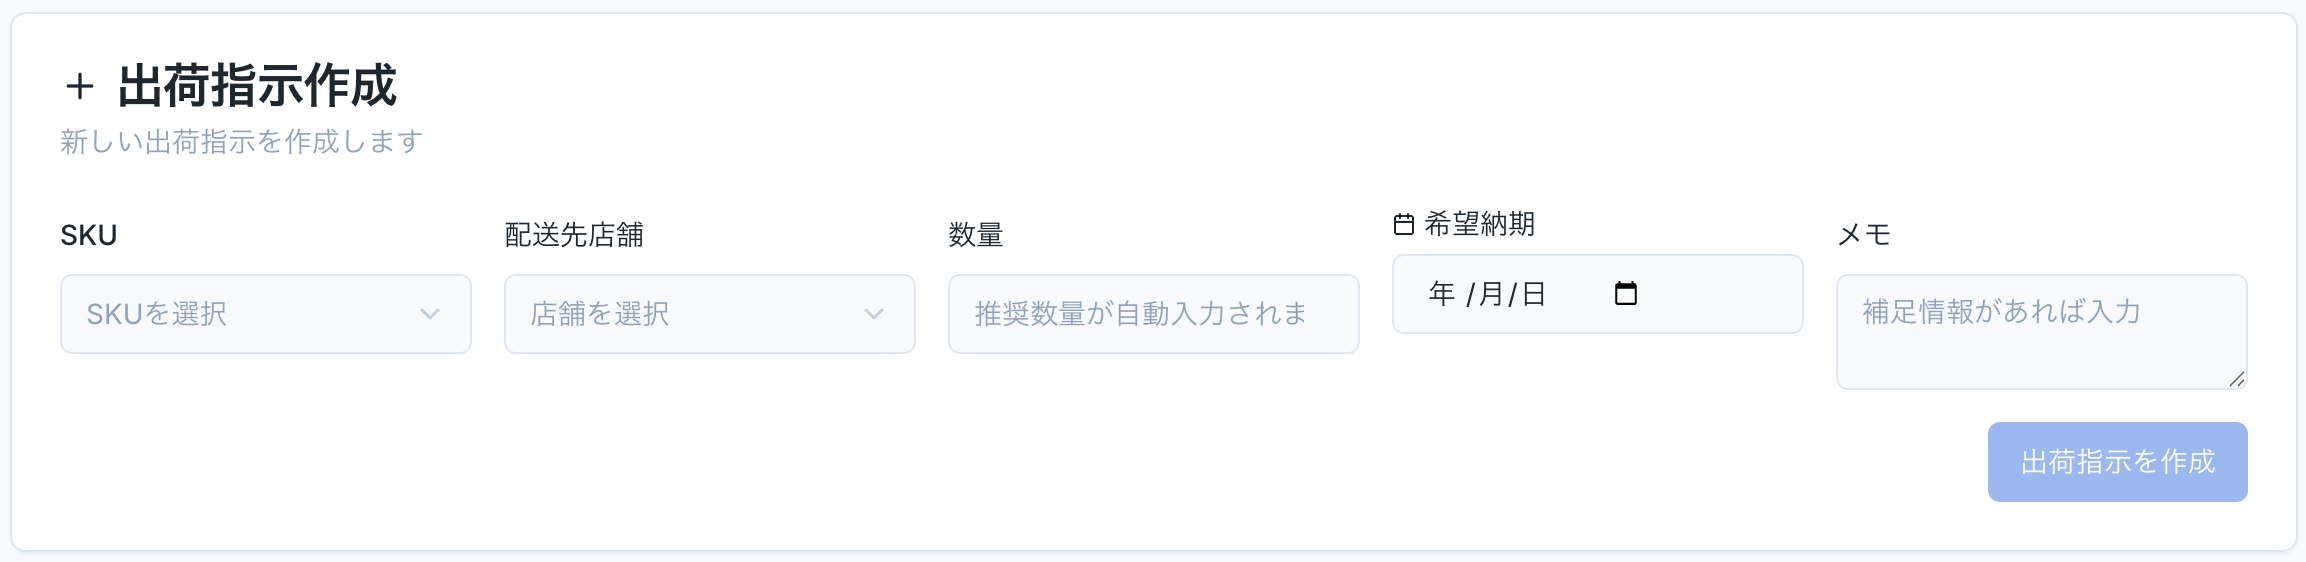 出荷指示作成
新しい出荷指示を作成します
SKU
SKUを選択
配送先店舗
店舗を選択
数量
推奨数量が自動入力されま
希望納期
年 /月/日
メモ
補足情報があれば入力
出荷指示を作成